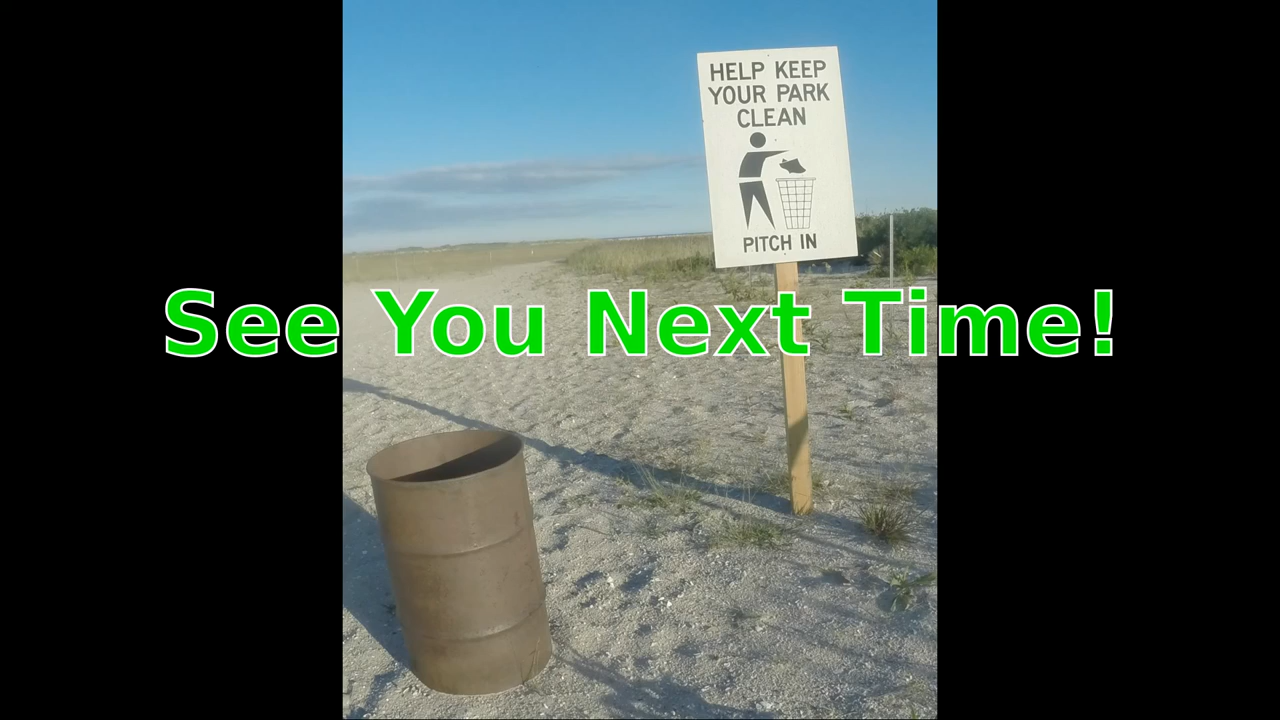 HELP KEEP
YOUR PARK
CLEAN
PITCH IN
See You Next Time!